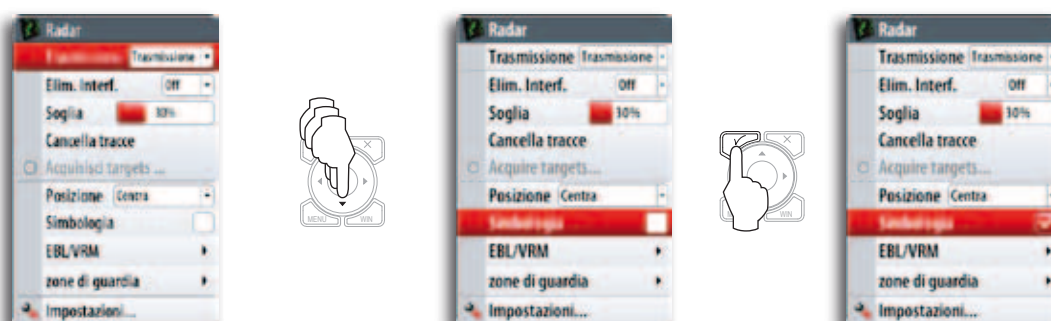 Radar
Trasmissione Trasmissione
Elim. Interf. Off
Soglia 30%
Cancella tracce
Acquisisci targets ...
Posizione Centra
Simbologia
EBL/VRM
zone di guardia
Impostazioni...
X
MENU WIN
Radar
Trasmissione Trasmissione
Elim. Interf. Off
Soglia 30%
Cancella tracce
Acquire targets...
Posizione Centra
Simbologia
EBL/VRM
zone di guardia
Impostazioni...
X
WIN
Radar
Trasmissione Trasmissione
Elim. Interf. Off
Soglia 30%
Cancella tracce
Acquire targets...
Posizione Centra
Simbologia
EBL/VRM
zone di guardia
Impostazioni...